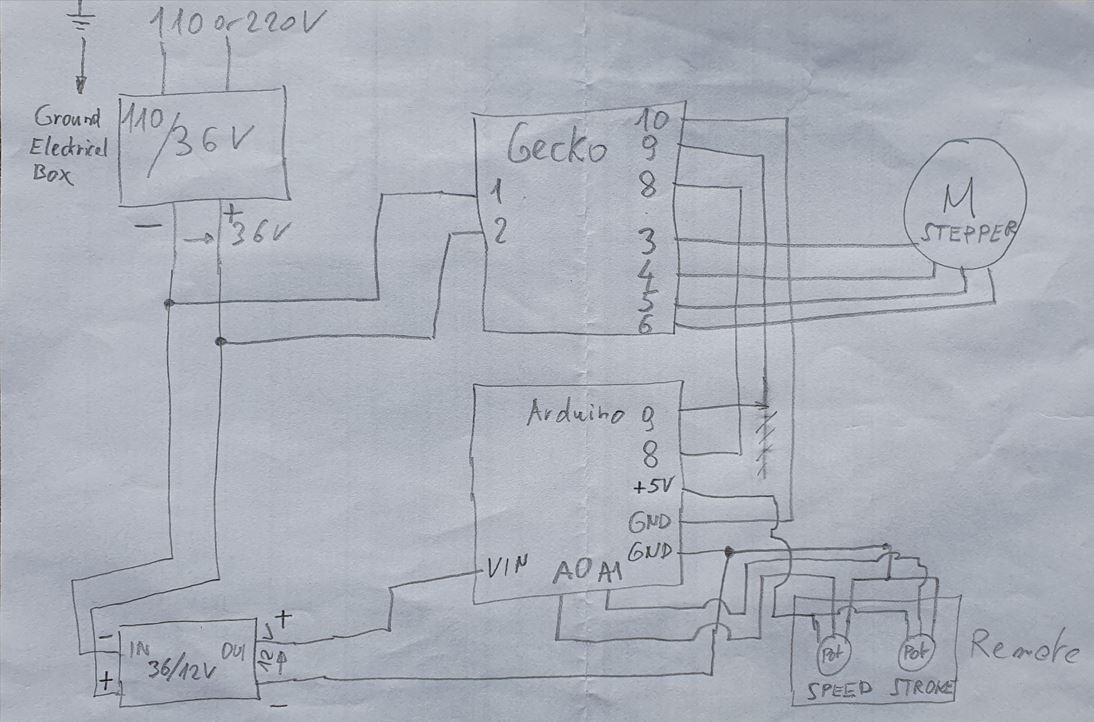 110 or 220V
Ground
Electrical
Box
110
/36V
-
+
36V
Gecko
10
9
8
1
2
3
4
5
6
M
STEPPER
Arduino
9
8
+5V
GND
GND
VIN
A0 A1
-
IN
OUT
12V
+
36/12V
+
-
Pot
Pot
SPEED
STROKE
Remote